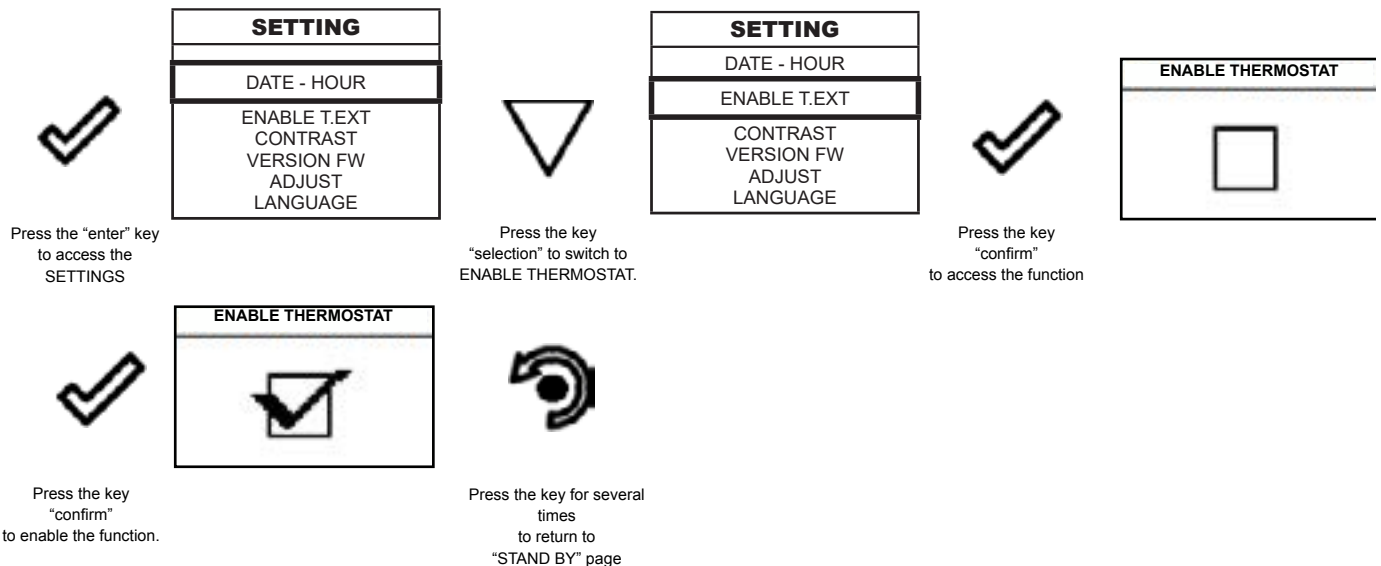 SETTING
DATE - HOUR
ENABLE T.EXT
CONTRAST
VERSION FW
ADJUST
LANGUAGE
Press the “enter” key
to access the
SETTINGS
Press the key
“selection” to switch to
ENABLE THERMOSTAT.
SETTING
DATE - HOUR
ENABLE T.EXT
CONTRAST
VERSION FW
ADJUST
LANGUAGE
Press the key
“confirm”
to access the function
ENABLE THERMOSTAT
Press the key
“confirm”
to enable the function.
ENABLE THERMOSTAT
Press the key for several
times
to return to
“STAND BY” page